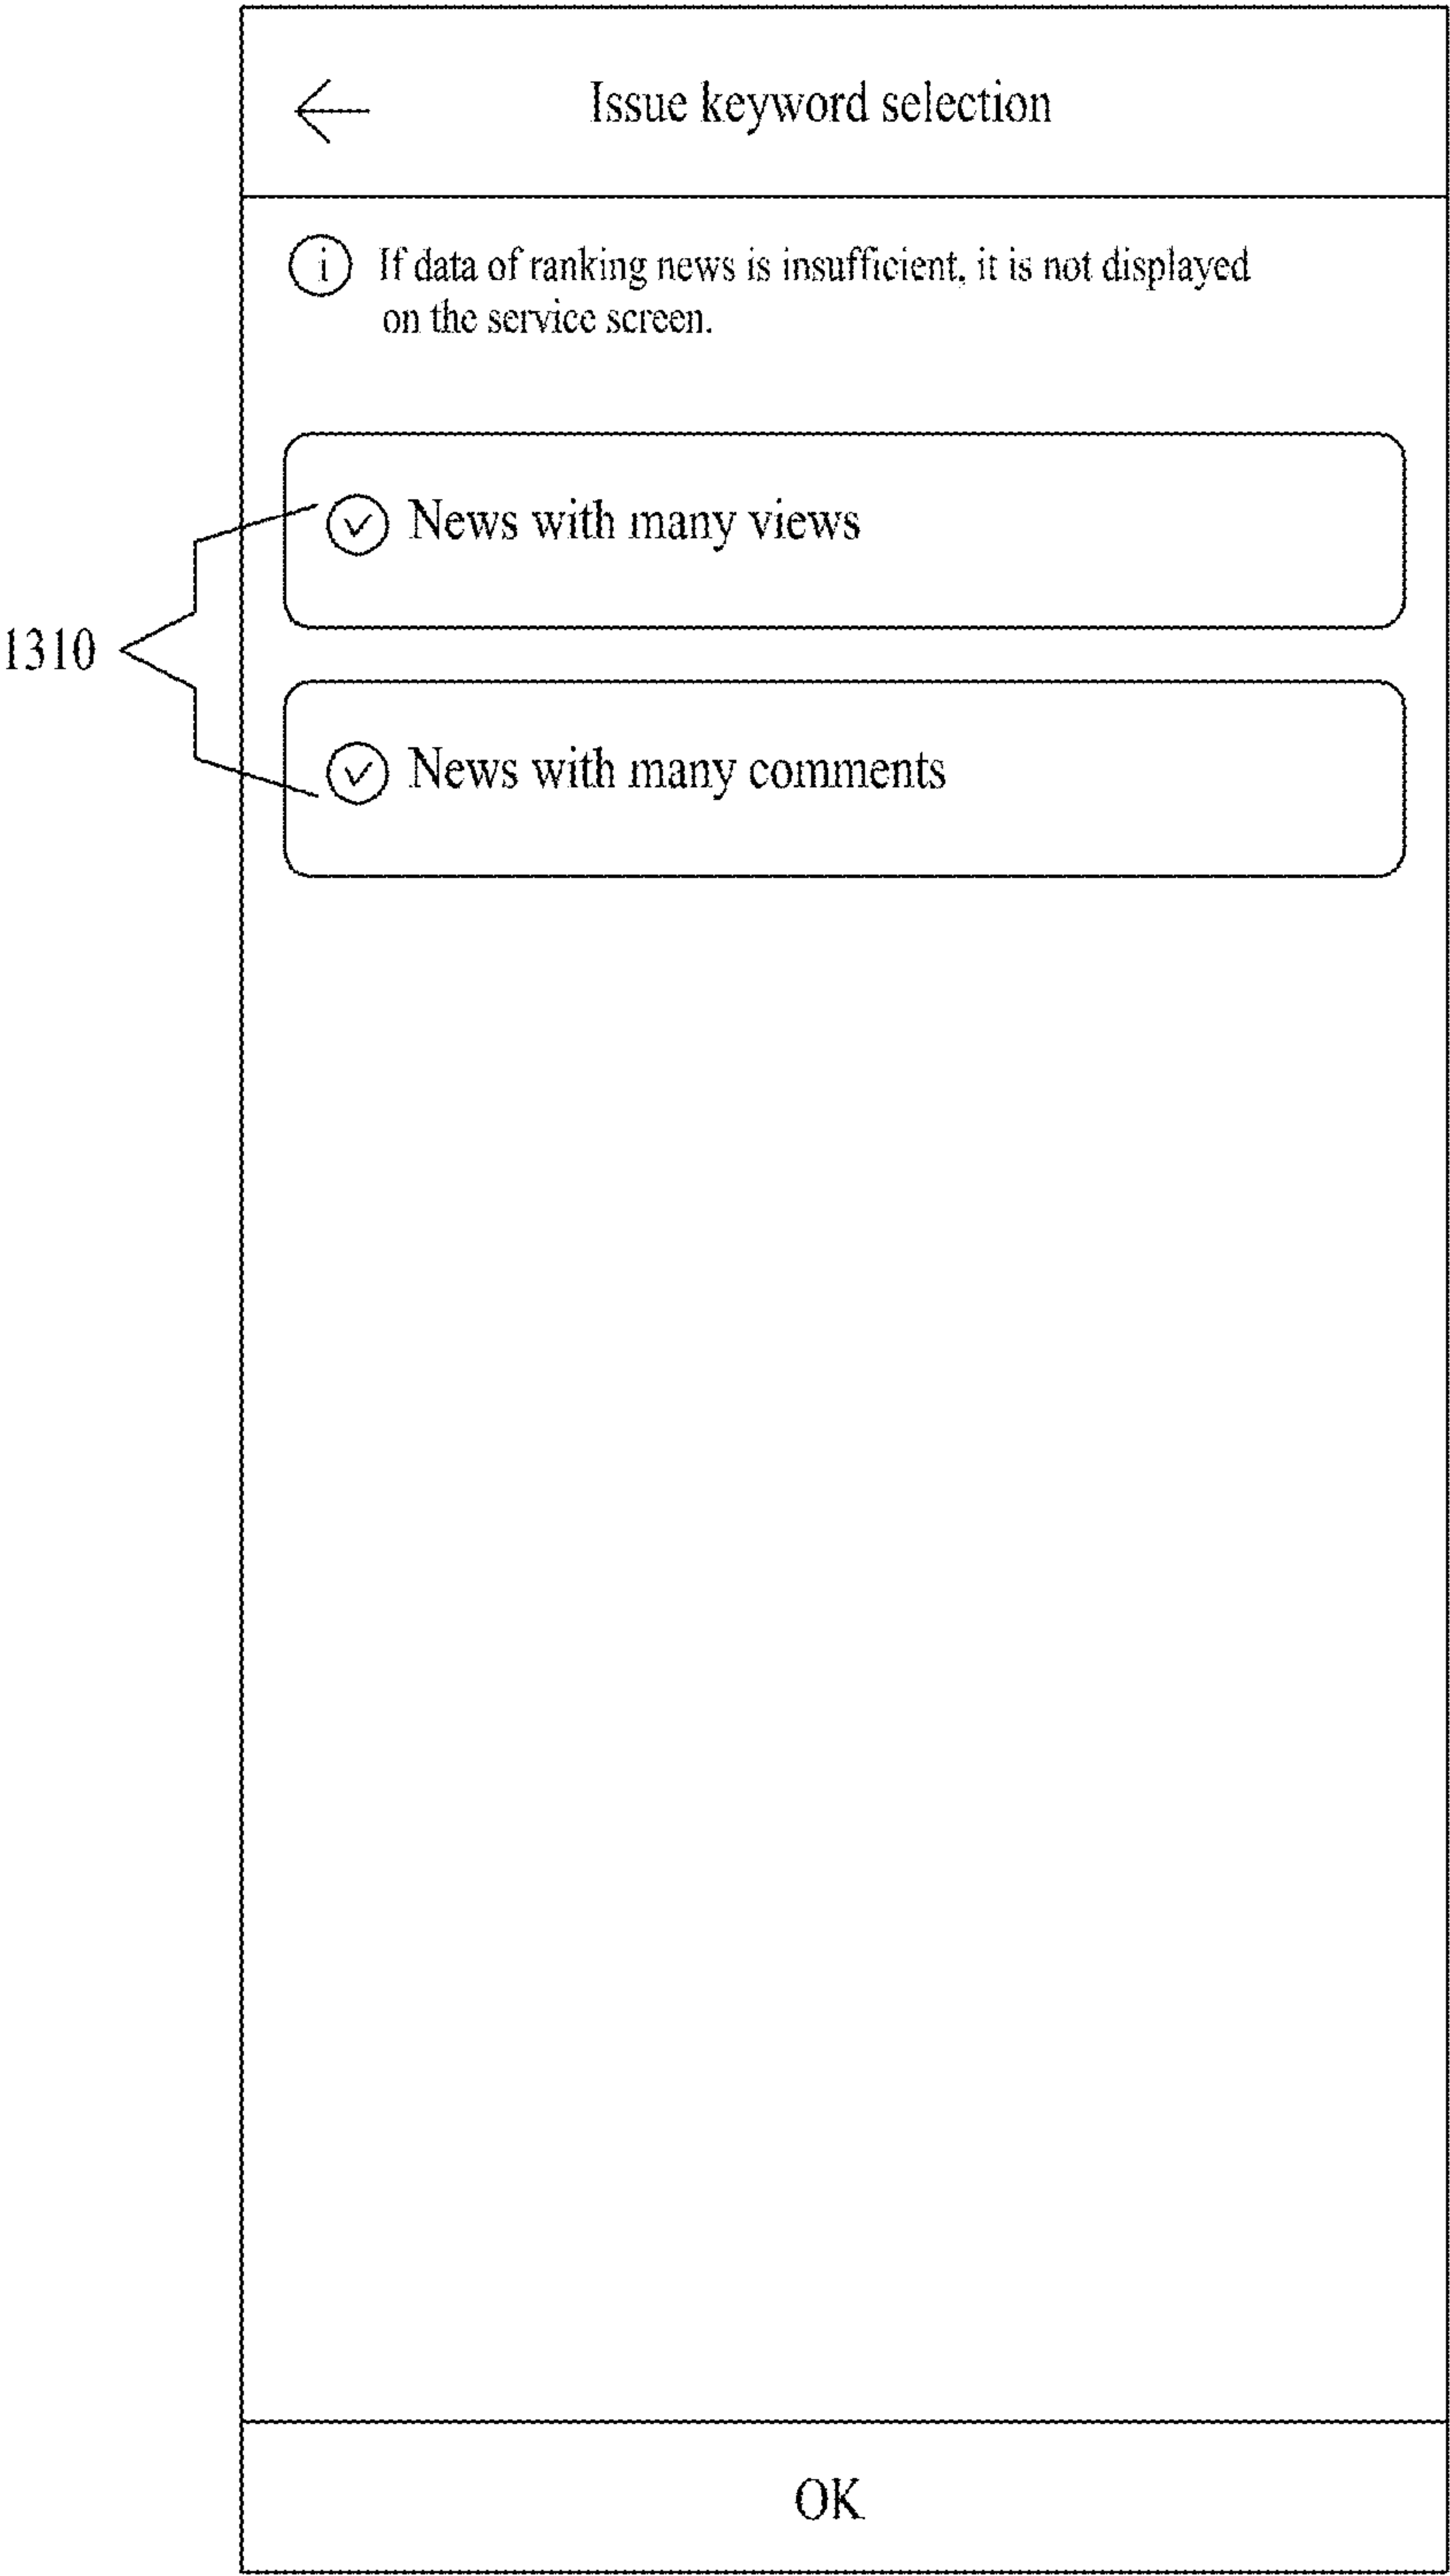 Issue keyword selection
i If data of ranking news is insufficient, it is not displayed
on the service screen.
News with many views
1310
News with many comments
OK